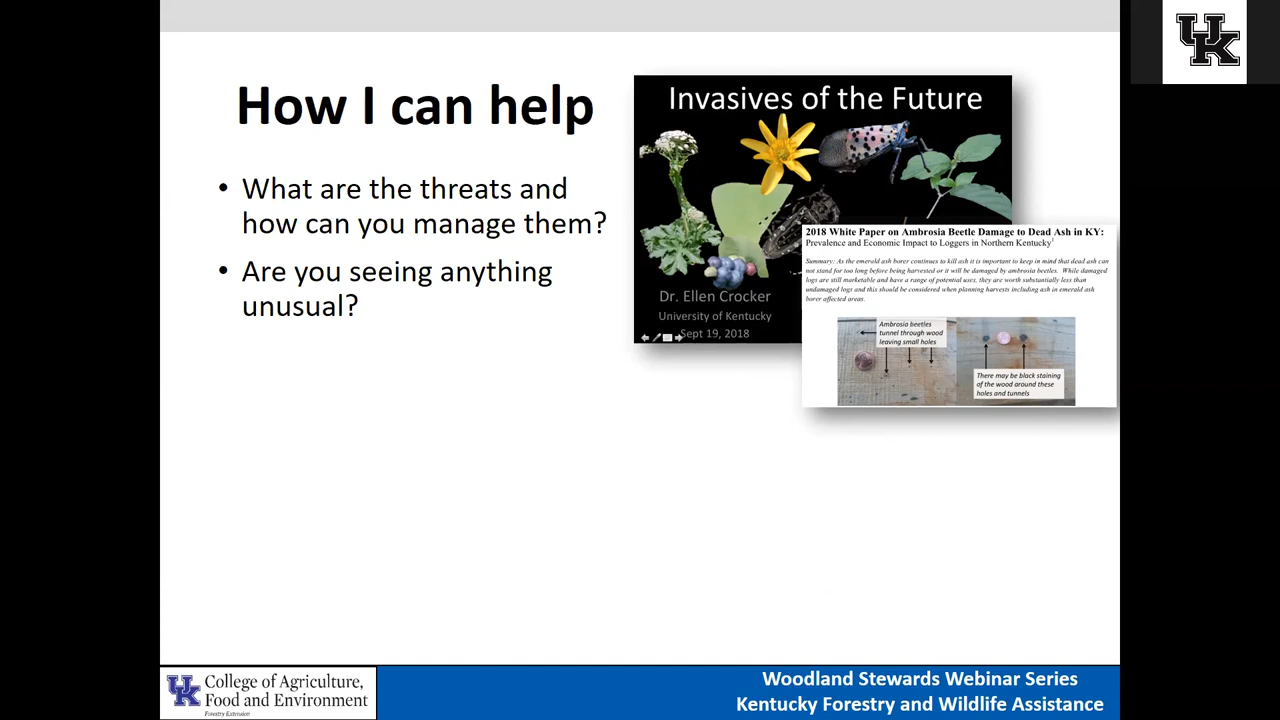 How I can help
• What are the threats and
how can you manage them?
• Are you seeing anything
unusual?
Invasives of the Future
Dr. Ellen Crocker
University of Kentucky
Sept 19, 2018
2018 White Paper on Ambrosia Beetle Damage to Dead Ash in KY:
Prevalence and Economic Impact to Loggers in Northern Kentucky¹
Summary: As the emerald ash borer continues to kill ash it is important to keep in mind that dead ash can
not stand for too long before being harvested or it will be damaged by ambrosia beetles. While damaged
logs are still marketable and have a range of potential uses, they are worth substantially less than
undamaged logs and this should be considered when planning harvests including ash in emerald ash
borer affected areas.
Ambrosia beetles
tunnel through wood
leaving small holes
There may be black staining
of the wood around these
holes and tunnels
UK
UK
College of Agriculture,
Food and Environment
Forestry Extension
Woodland Stewards Webinar Series
Kentucky Forestry and Wildlife Assistance